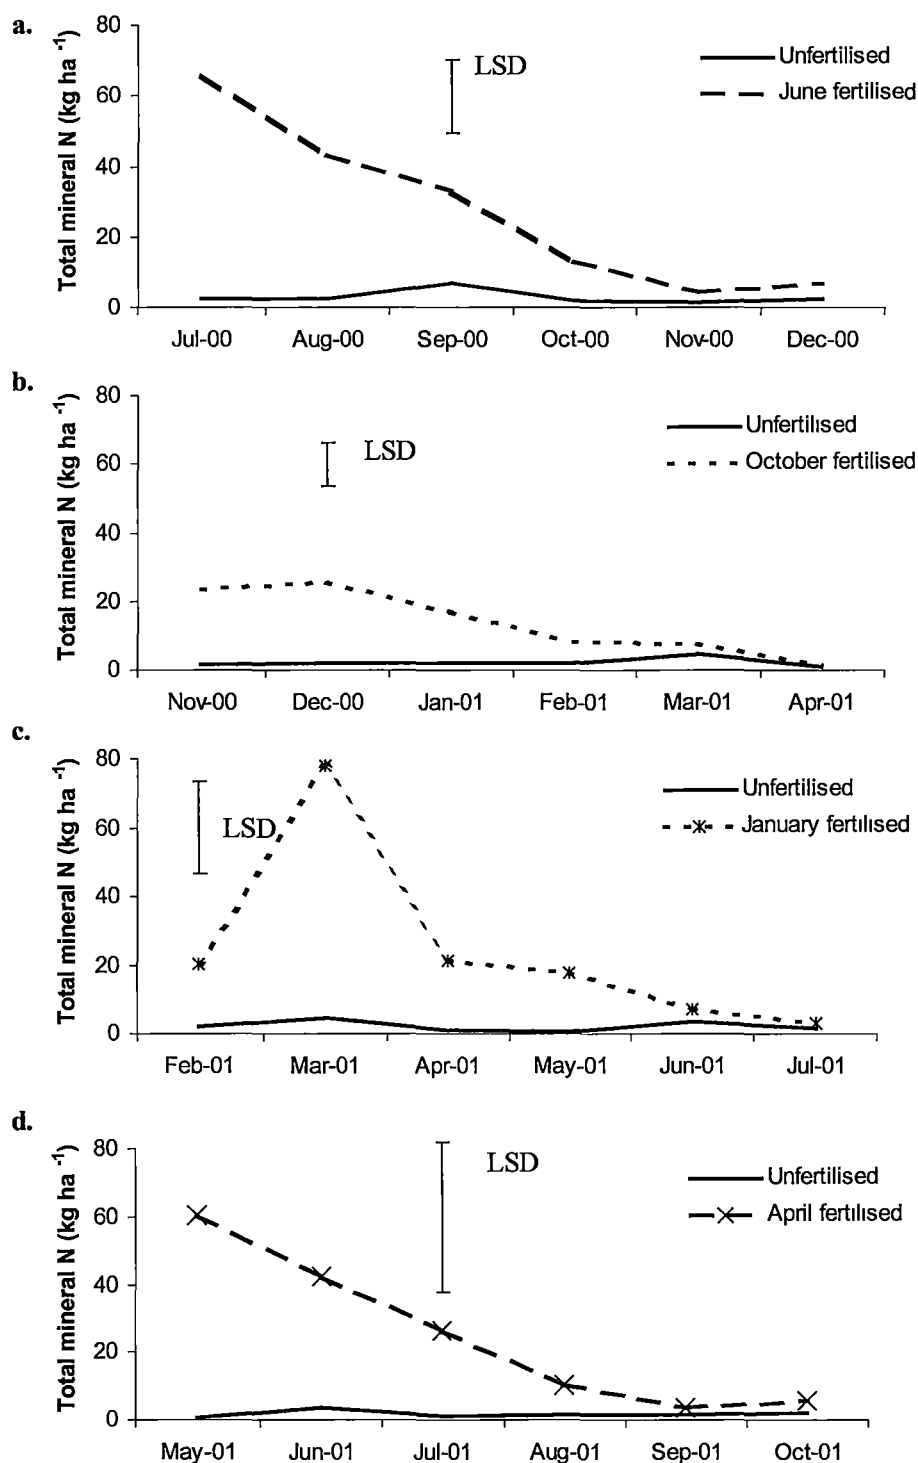 a.
Total mineral N (kg ha -1)
80
60
40
20
0
LSD
Unfertilised
June fertilised
Jul-00 Aug-00 Sep-00 Oct-00 Nov-00 Dec-00
b.
Total mineral N (kg ha -1)
80
60
40
20
0
LSD
Unfertilised
October fertilised
Nov-00 Dec-00 Jan-01 Feb-01 Mar-01 Apr-01
c.
Total mineral N (kg ha -1)
80
60
40
20
0
LSD
Unfertilised
January fertilised
Feb-01 Mar-01 Apr-01 May-01 Jun-01 Jul-01
d.
Total mineral N (kg ha -1)
80
60
40
20
0
LSD
Unfertilised
April fertilised
May-01 Jun-01 Jul-01 Aug-01 Sep-01 Oct-01